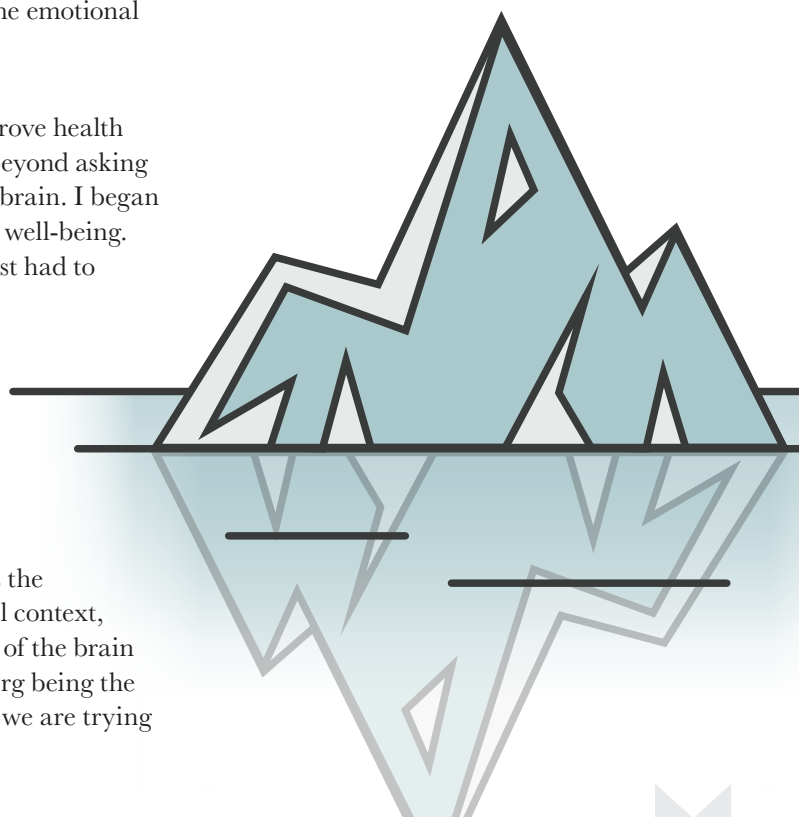 ne emotional
rove health
eyond asking
brain. I began
well-being.
st had to
the
l context,
of the brain
rg being the
we are trying